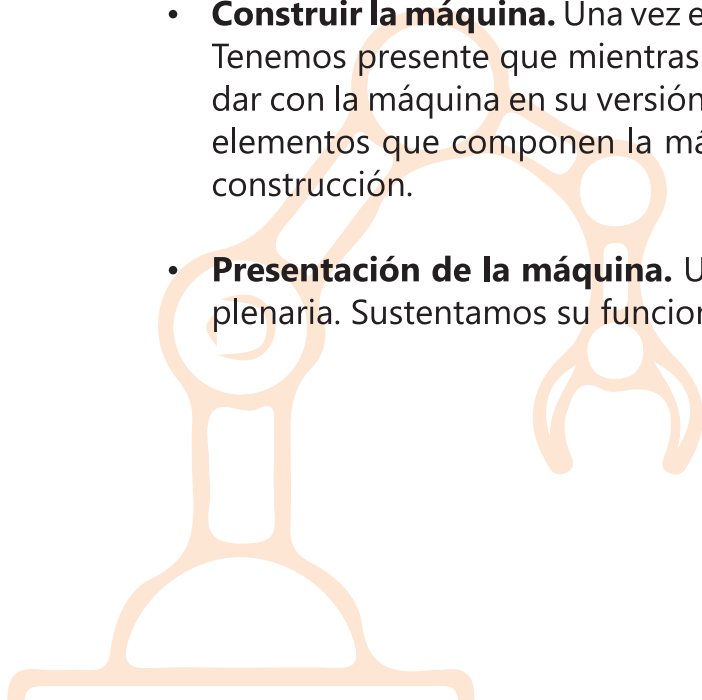 • Construir la máquina. Una vez e
Tenemos presente que mientras
dar con la máquina en su versión
elementos que componen la má
construcción.
• Presentación de la máquina. U
plenaria. Sustentamos su funcion